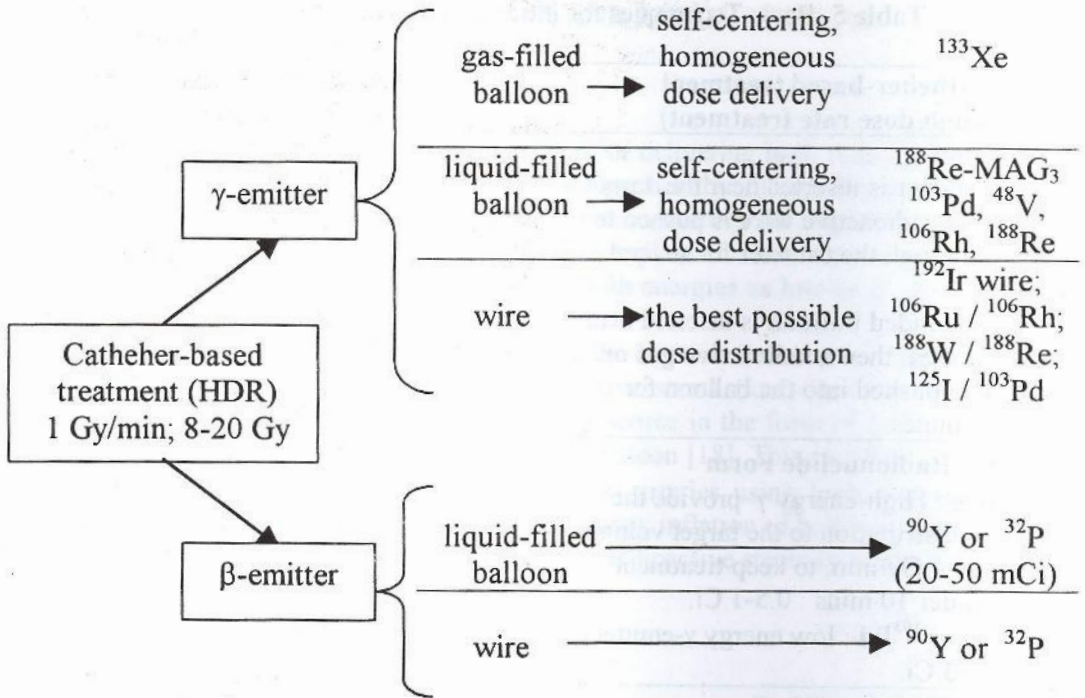 self-centering,
gas-filled homogeneous ¹³³Xe
balloon dose delivery
γ-emitter
liquid-filled self-centering, ¹⁸⁸Re-MAG₃
balloon homogeneous ¹⁰³Pd, ⁴⁸V,
dose delivery ¹⁰⁶Rh, ¹⁸⁸Re
¹⁹²Ir wire;
wire the best possible ¹⁰⁶Ru / ¹⁰⁶Rh;
dose distribution ¹⁸⁸W / ¹⁸⁸Re;
¹²⁵I / ¹⁰³Pd
Catheher-based
treatment (HDR)
1 Gy/min; 8-20 Gy
β-emitter
liquid-filled ⁹⁰Y or ³²P
balloon (20-50 mCi)
wire ⁹⁰Y or ³²P